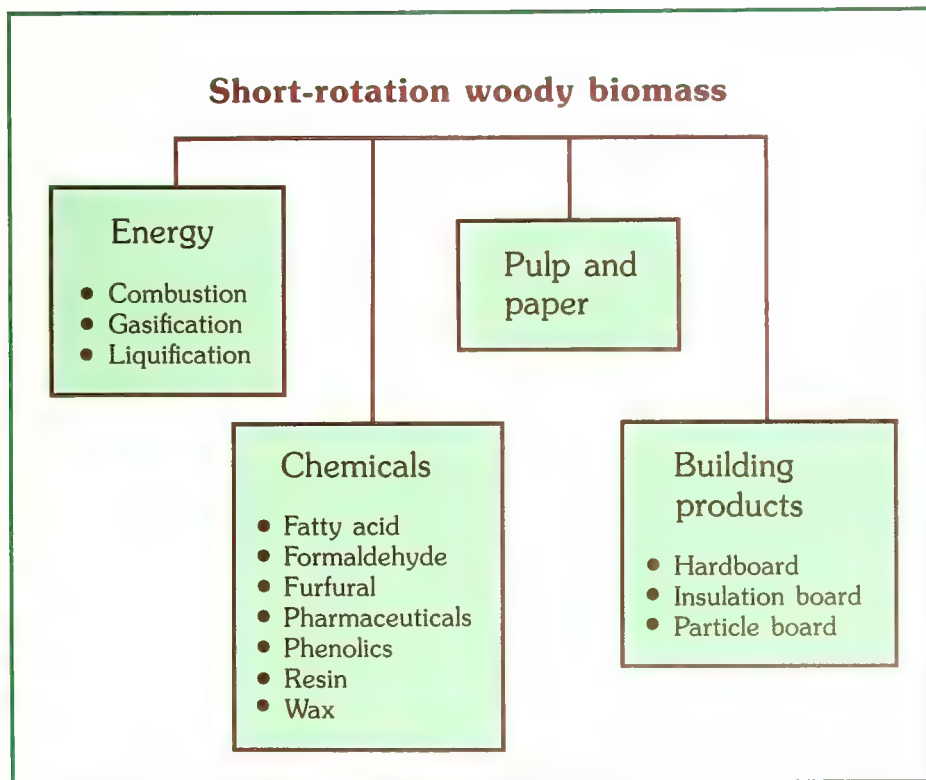 Short-rotation woody biomass
Energy
• Combustion
• Gasification
• Liquification
Pulp and
paper
Chemicals
• Fatty acid
• Formaldehyde
• Furfural
• Pharmaceuticals
• Phenolics
• Resin
• Wax
Building
products
• Hardboard
• Insulation board
• Particle board